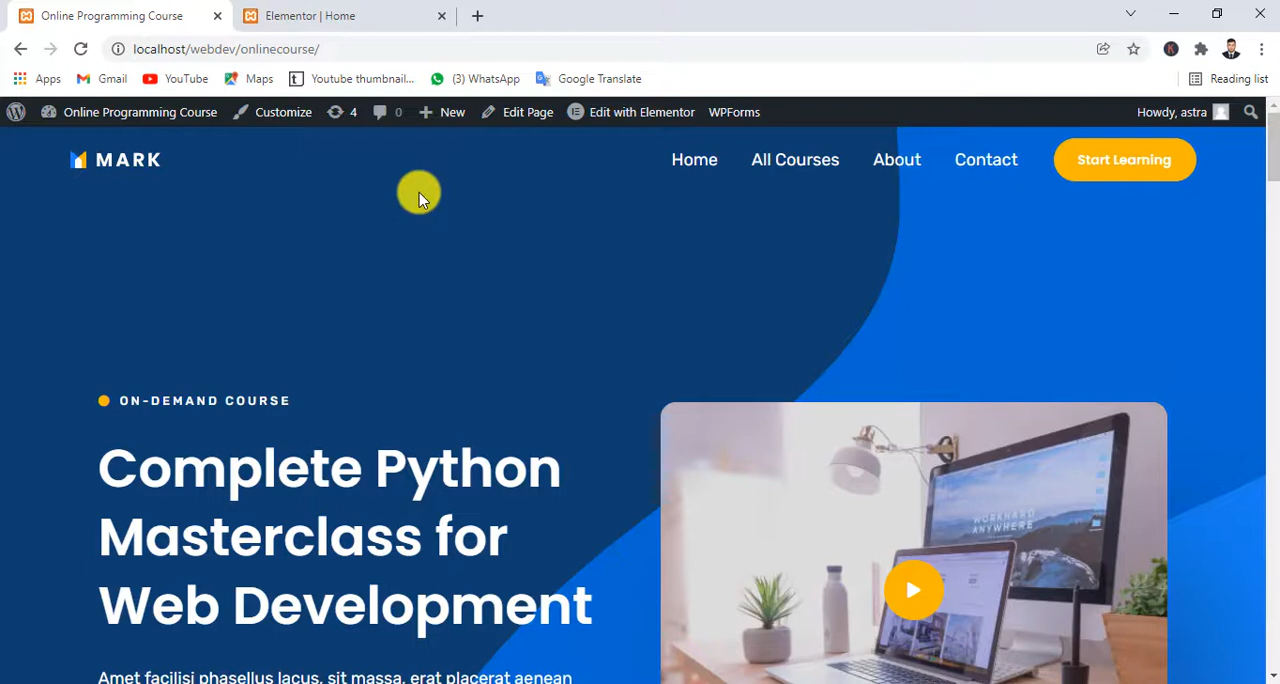 Online Programming Course
Elementor | Home
localhost/webdev/onlinecourse/
Apps
Gmail
YouTube
Maps
Youtube thumbnail...
(3) WhatsApp
Google Translate
Reading list
Online Programming Course
Customize
4
0
New
Edit Page
Edit with Elementor
WPForms
Howdy, astra
MARK
Home
All Courses
About
Contact
Start Learning
ON-DEMAND COURSE
Complete Python
Masterclass for
Web Development
WORK HARD
ANYWHERE
Amet facilisi phasellus lacus, sit massa, erat placerat aenean